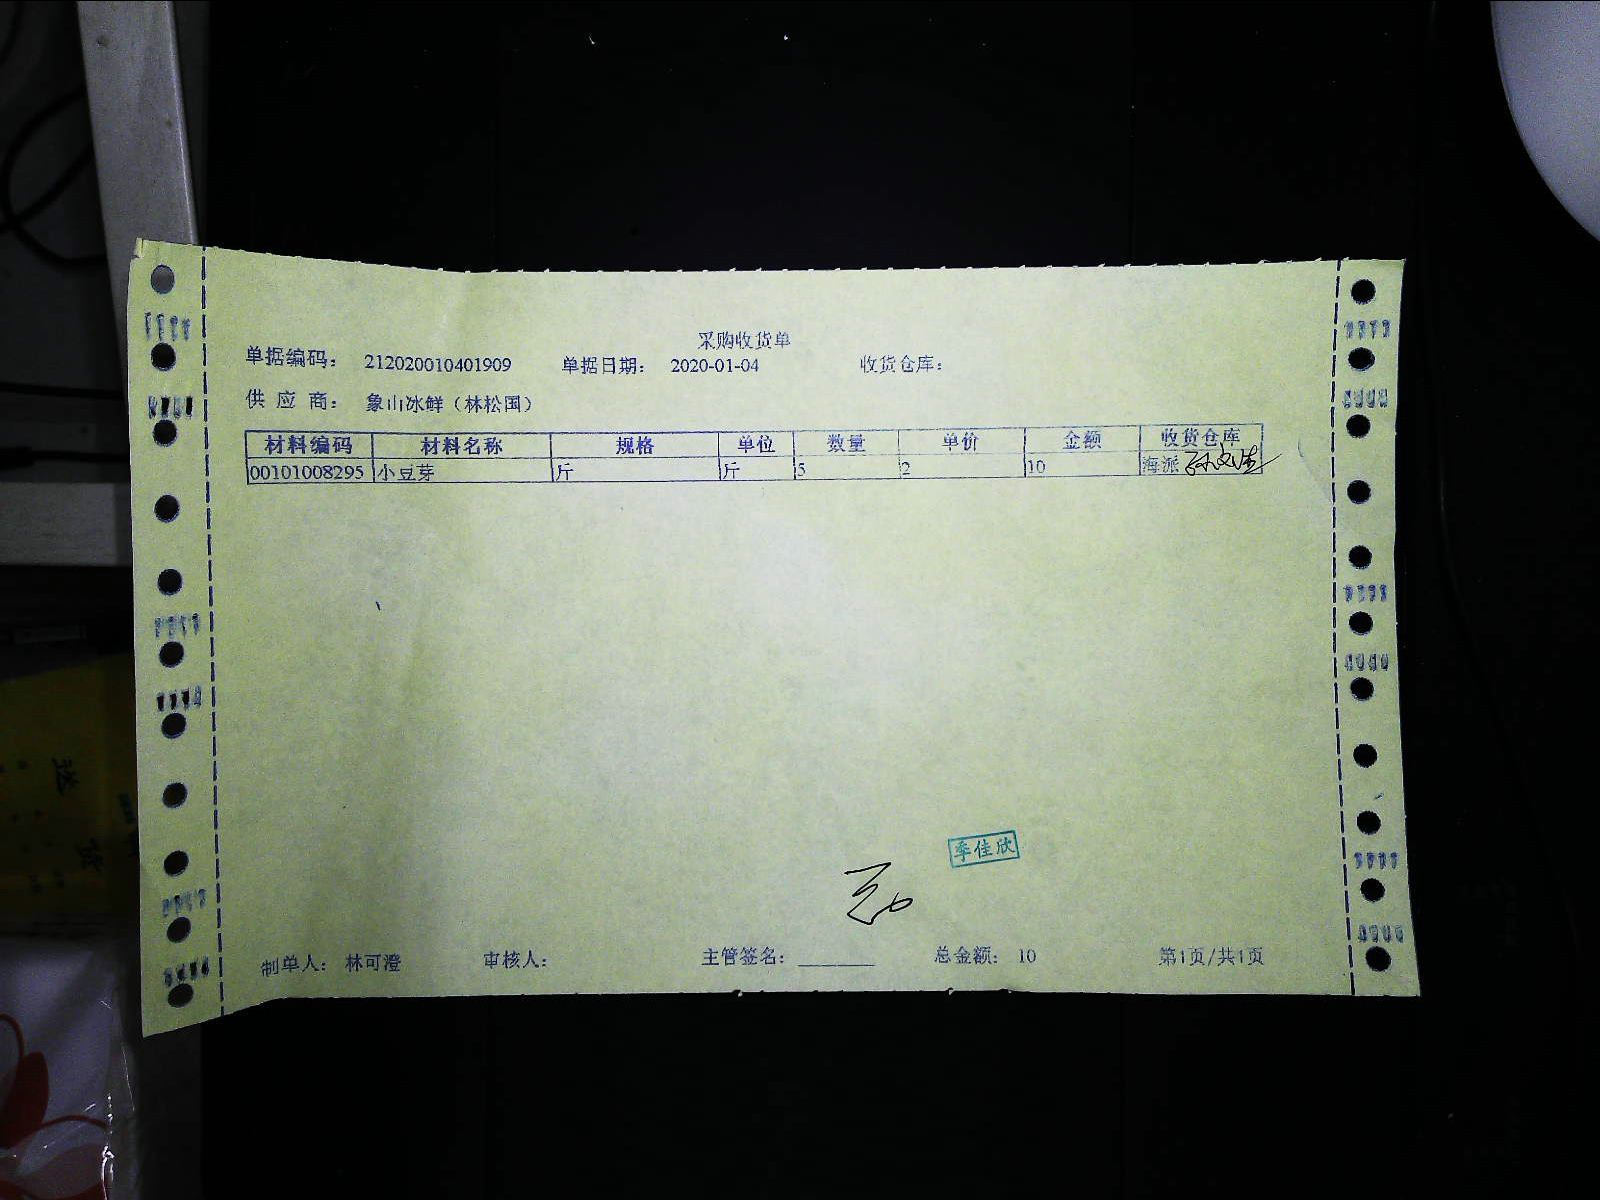 采购收货单
单据编码： 212020010401909 单据日期： 2020-01-04 收货仓库：
供 应 商： 象山冰鲜（林松国）
材料编码 材料名称 规格 单位 数量 单价 金额 收货仓库
00101008295 小豆芽 斤 斤 5 2 10 海派
季佳欣
制单人： 林可澄 审核人： 主管签名： 总金额： 10 第1页/共1页
送
货